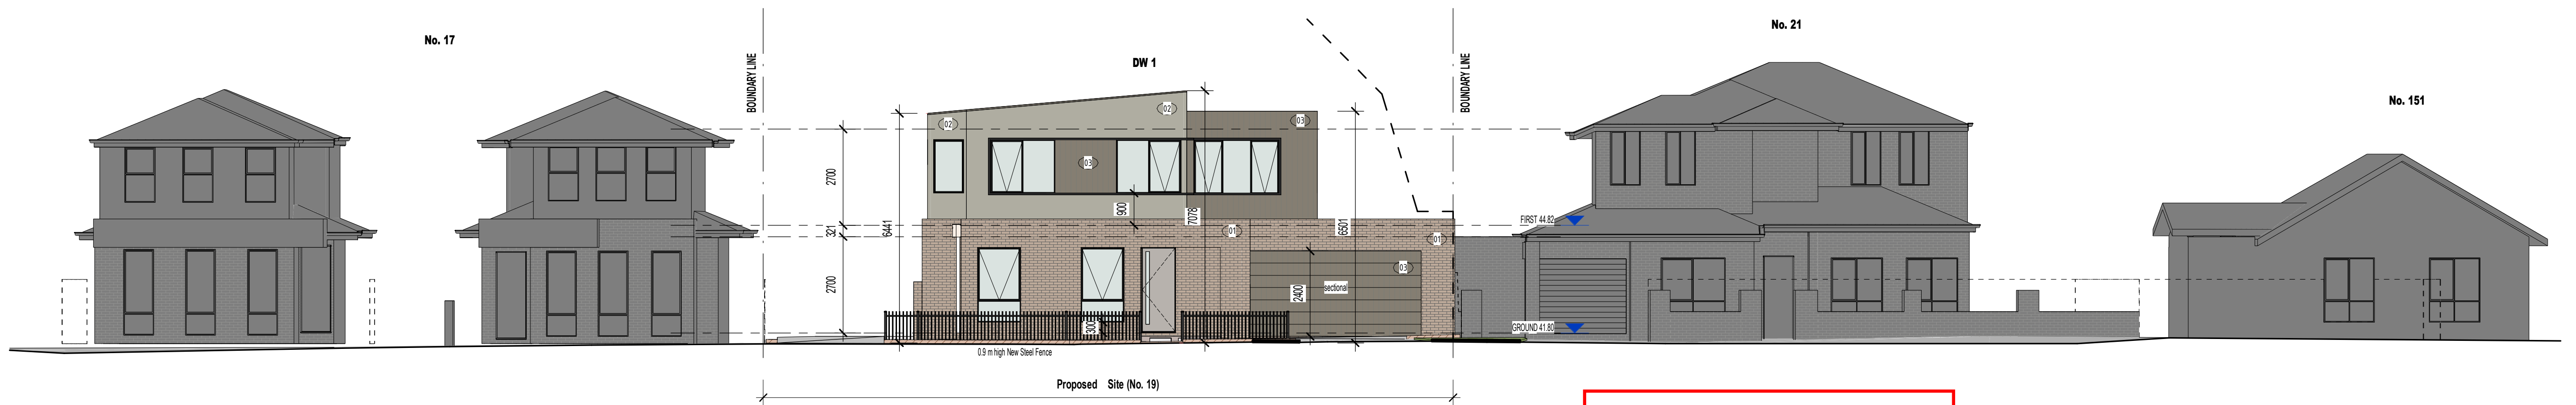 No. 17
BOUNDARY LINE
DW 1
BOUNDARY LINE
No. 21
No. 151
02
02
03
03
2700
900
7078
6441
6501
321
01
01
FIRST 44.82
03
2700
2400
sectional
300
GROUND 41.80
0.9 m high New Steel Fence
Proposed Site (No. 19)